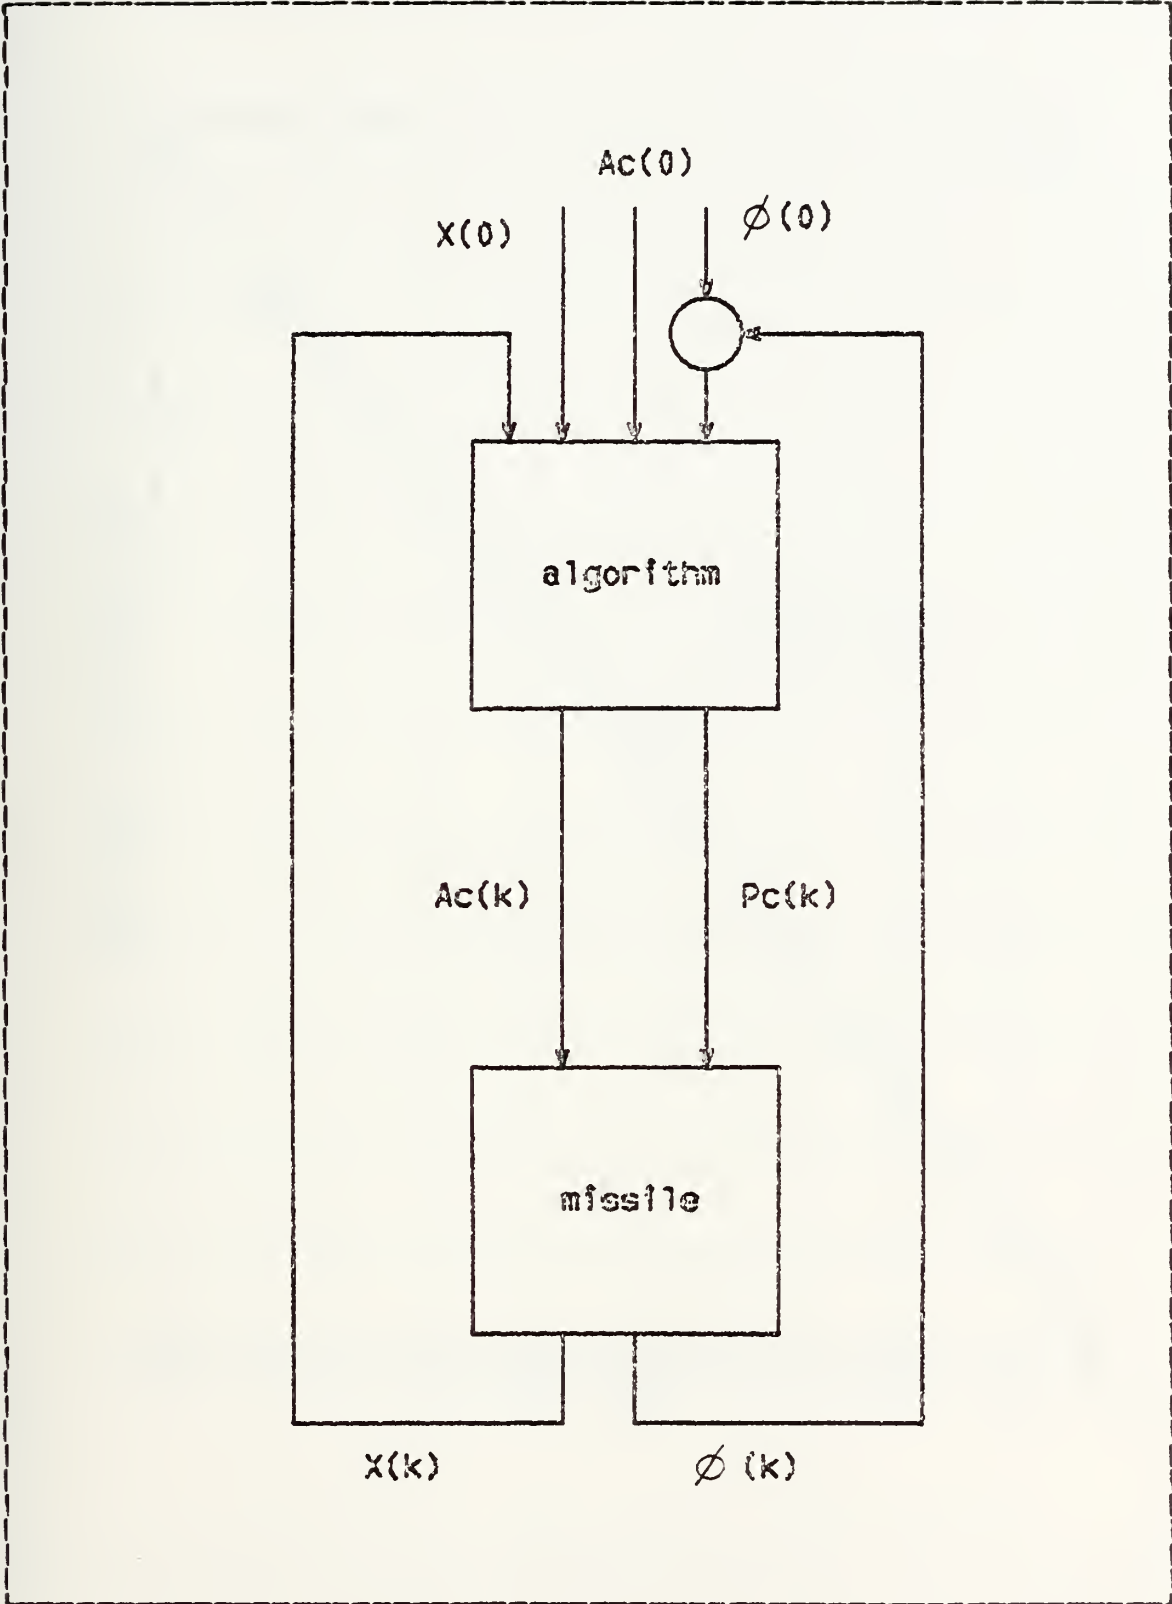 Ac(0)
X(0)
∅(0)
algorithm
Ac(k)
Pc(k)
missile
X(k)
∅ (k)